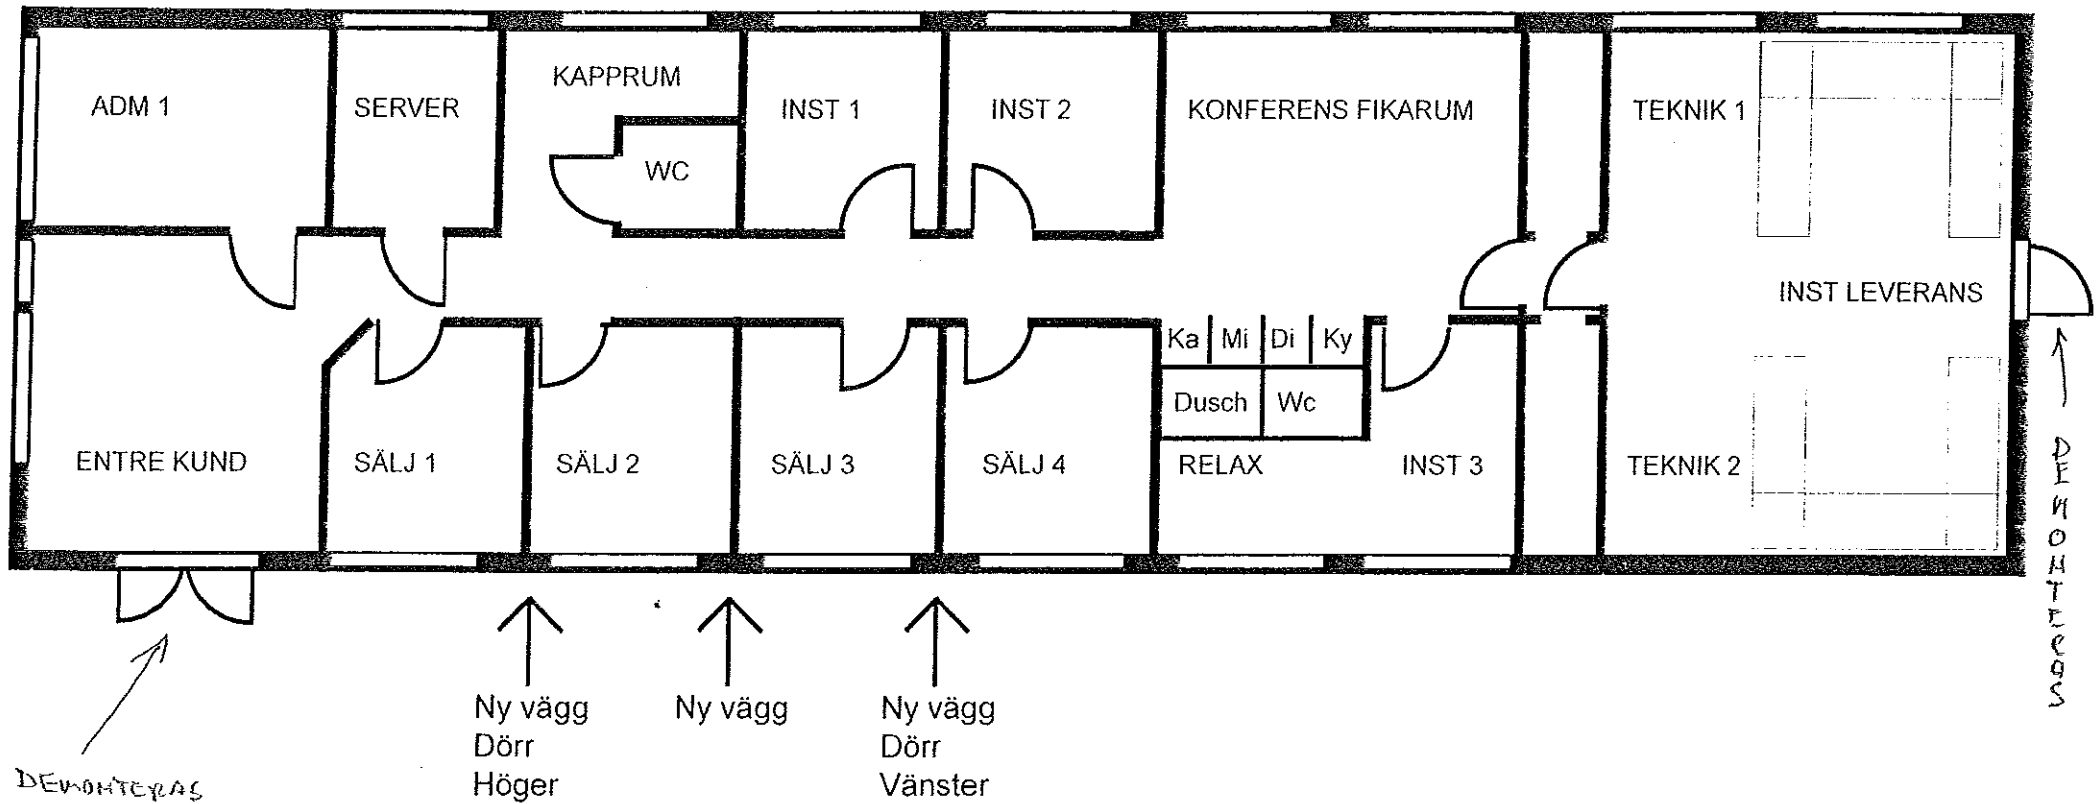 KAPPRUM
ADM 1
SERVER
INST 1
INST 2
KONFERENS FIKARUM
TEKNIK 1
WC
INST LEVERANS
Ka
Mi
Di
Ky
Dusch
Wc
ENTRE KUND
SÄLJ 1
SÄLJ 2
SÄLJ 3
SÄLJ 4
RELAX
INST 3
TEKNIK 2
DEMONTERAS
Ny vägg
Dörr
Höger
Ny vägg
Ny vägg
Dörr
Vänster
DEMONTERAS